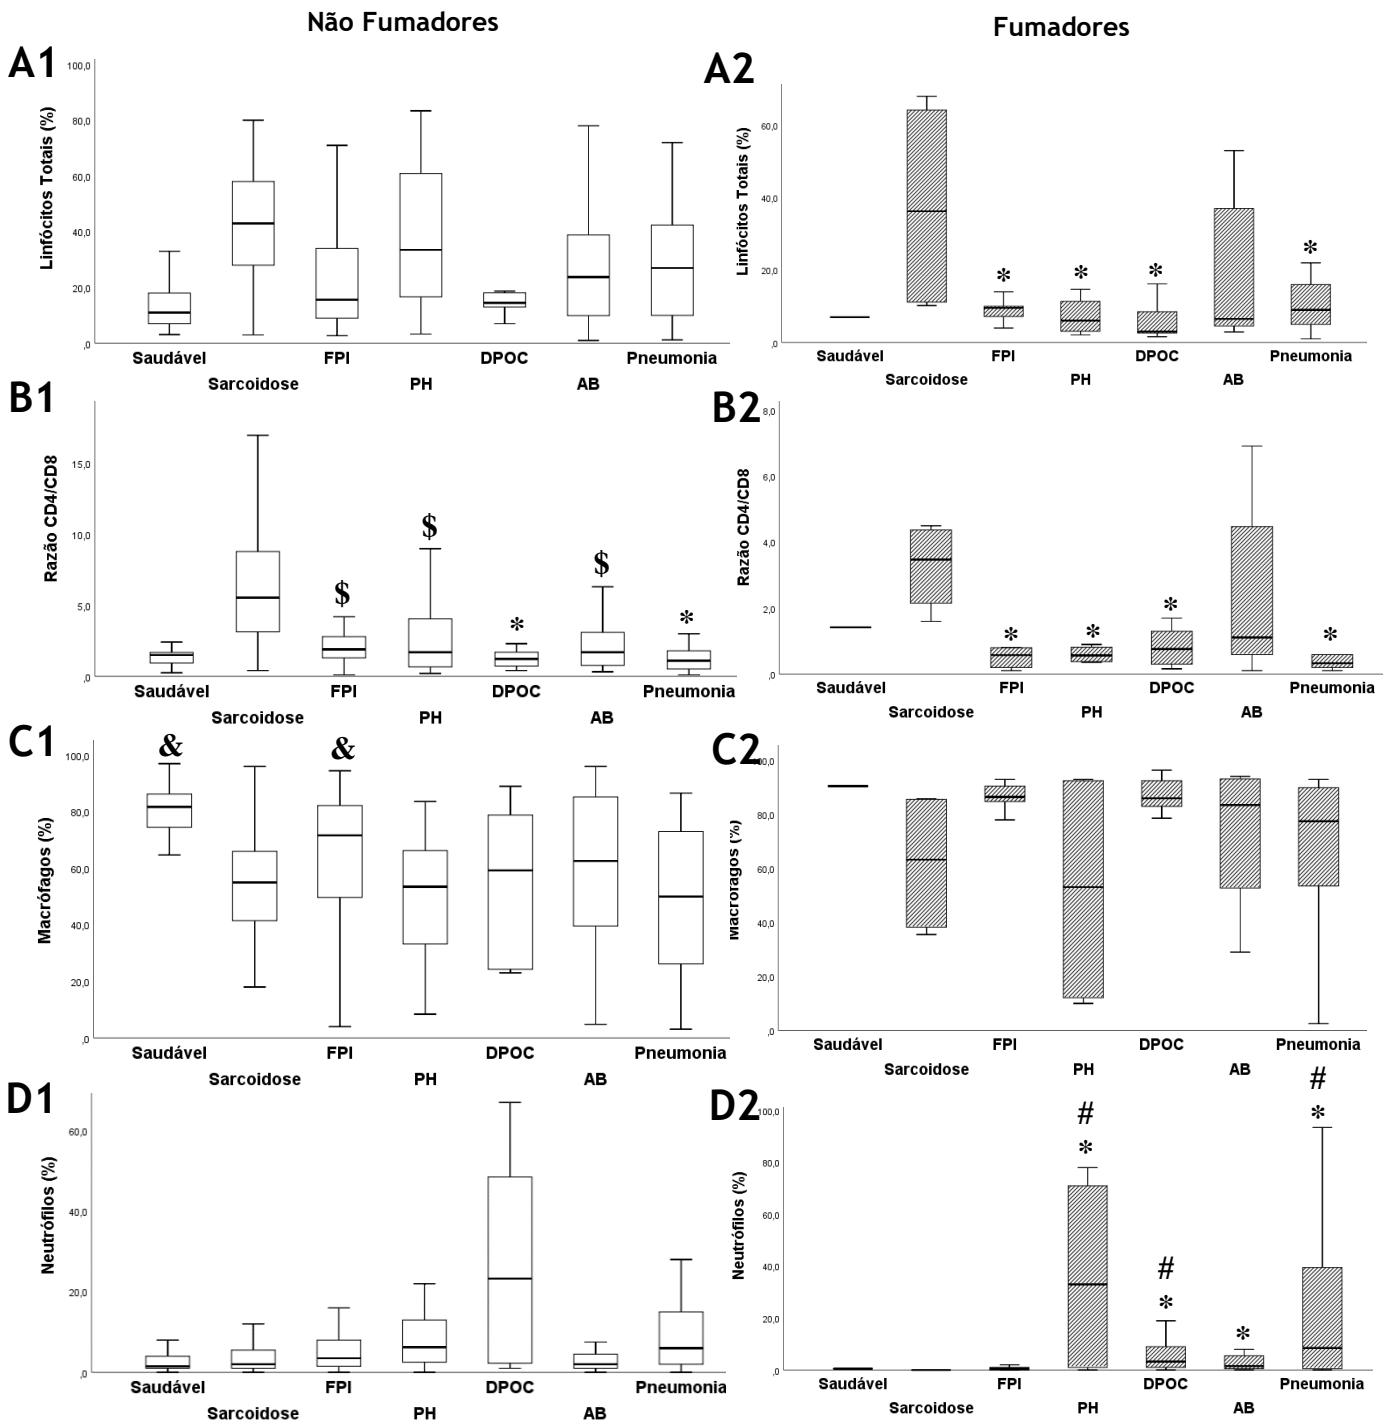 Não Fumadores
Fumadores
A1
Linfócitos Totais (%)
100,0
80,0
60,0
40,0
20,0
,0
Saudável FPI DPOC Pneumonia
Sarcoidose PH AB
A2
Linfócitos Totais (%)
60,0
40,0
20,0
,0
* * * *
Saudável FPI DPOC Pneumonia
Sarcoidose PH AB
B1
Razão CD4/CD8
15,0
10,0
5,0
,0
$ $ * $ *
Saudável FPI DPOC Pneumonia
Sarcoidose PH AB
B2
Razão CD4/CD8
8,0
6,0
4,0
2,0
,0
* * * *
Saudável FPI DPOC Pneumonia
Sarcoidose PH AB
C1
Macrófagos (%)
100,0
80,0
60,0
40,0
20,0
,0
& &
Saudável FPI DPOC Pneumonia
Sarcoidose PH AB
C2
(%)
80,0
60,0
40,0
20,0
,0
Saudável FPI DPOC Pneumonia
Sarcoidose PH AB
D1
Neutrófilos (%)
60,0
40,0
20,0
,0
Saudável FPI DPOC Pneumonia
Sarcoidose PH AB
D2
Neutrófilos (%)
100,0
80,0
60,0
40,0
20,0
,0
# # #
* * * *
Saudável FPI DPOC Pneumonia
Sarcoidose PH AB